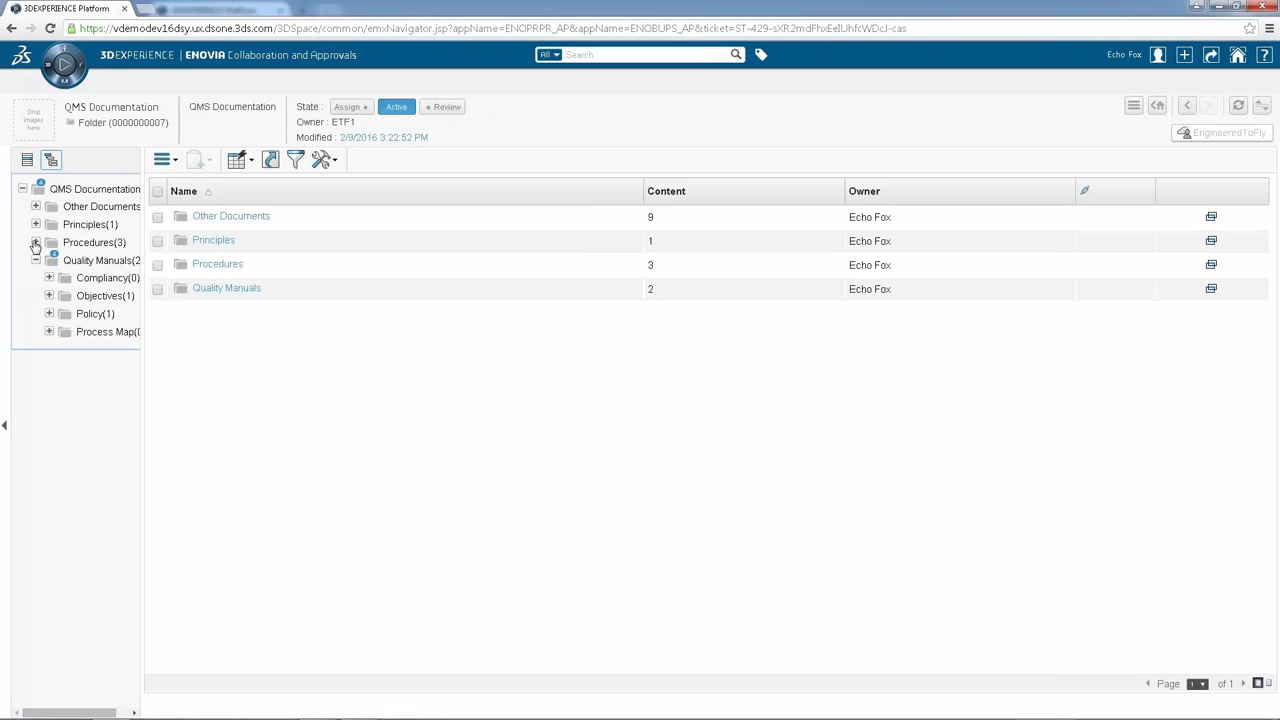 3DEXPERIENCE Platform
https://vdemodev16dsy.ux.dsone.3ds.com/3DSpace/common/emxNavigator.jsp?appName=ENOPRPR_AP&appName=ENOBUPS_AP&ticket=ST-429-sXR2mdFhxEelUhfcWDcJ-cas
3DEXPERIENCE | ENOVIA Collaboration and Approvals
All
Search
Echo Fox
Drop images here
QMS Documentation
Folder (0000000007)
QMS Documentation
State : Assign Active Review
Owner : ETF1
Modified : 2/9/2016 3:22:52 PM
EngineeredToFly
QMS Documentation
Other Documents
Principles(1)
Procedures(3)
Quality Manuals(2
Compliancy(0)
Objectives(1)
Policy(1)
Process Map(0
Name Content Owner
Other Documents 9 Echo Fox
Principles 1 Echo Fox
Procedures 3 Echo Fox
Quality Manuals 2 Echo Fox
Page 1 of 1